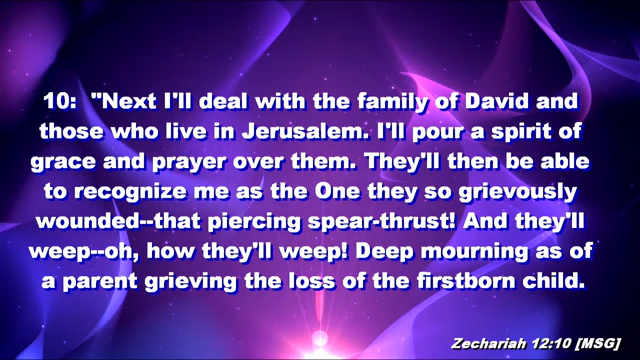 10:  "Next I'll deal with the family of David and
those who live in Jerusalem. I'll pour a spirit of
grace and prayer over them. They'll then be able
to recognize me as the One they so grievously
wounded--that piercing spear-thrust! And they'll
weep--oh, how they'll weep! Deep mourning as of
a parent grieving the loss of the firstborn child.
Zechariah 12:10 [MSG]